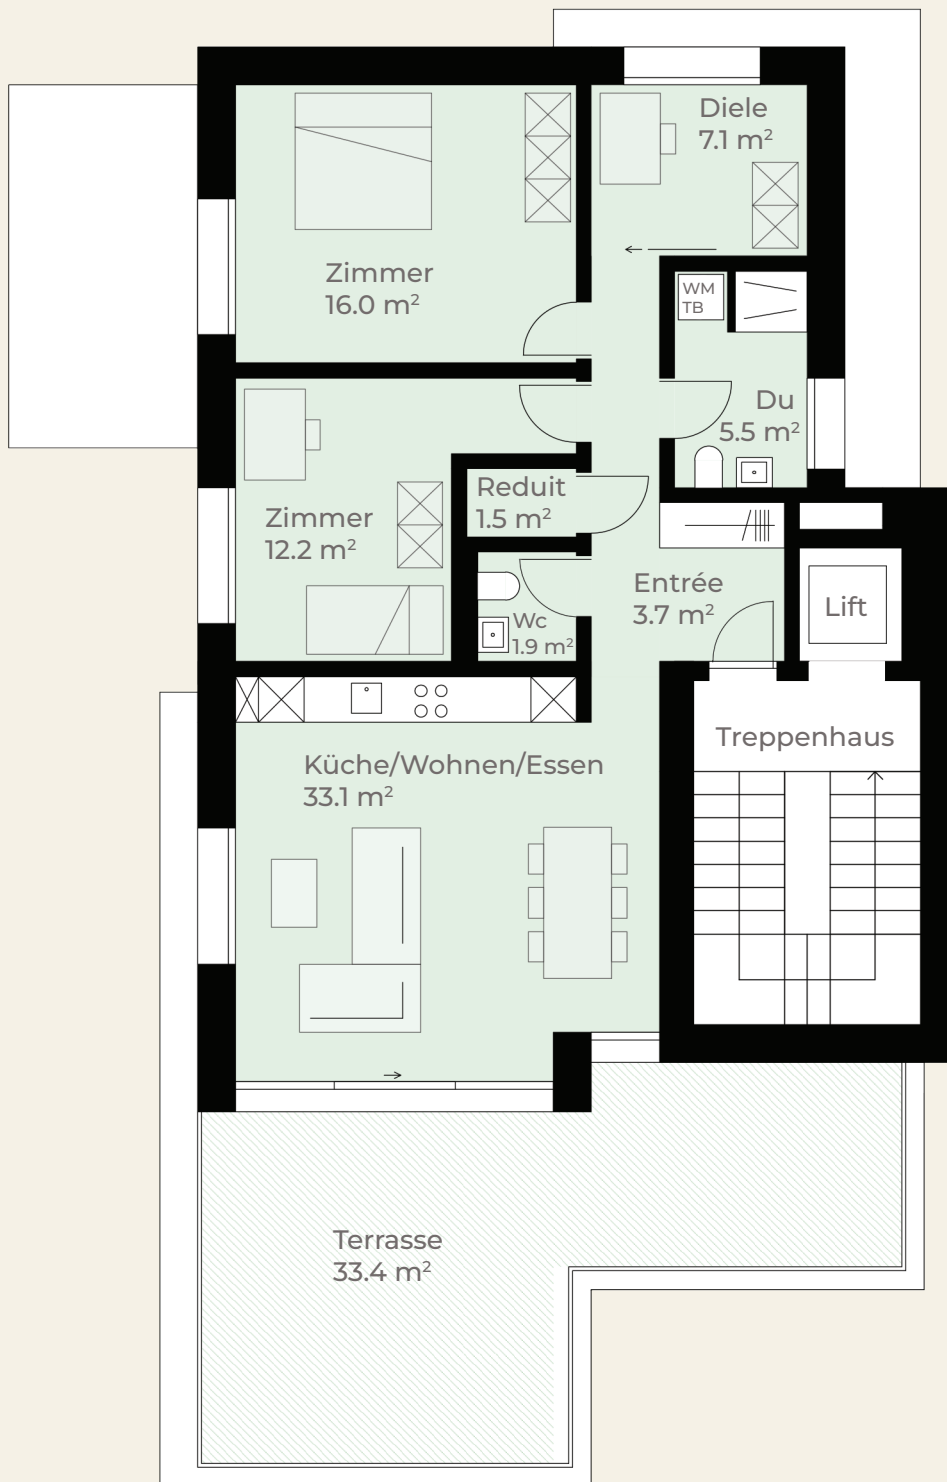 Diele
7.1 m²
Zimmer
16.0 m²
WM
TB
Du
5.5 m²
Reduit
1.5 m²
Zimmer
12.2 m²
Entrée
3.7 m²
Lift
Wc
1.9 m²
Treppenhaus
Küche/Wohnen/Essen
33.1 m²
Terrasse
33.4 m²